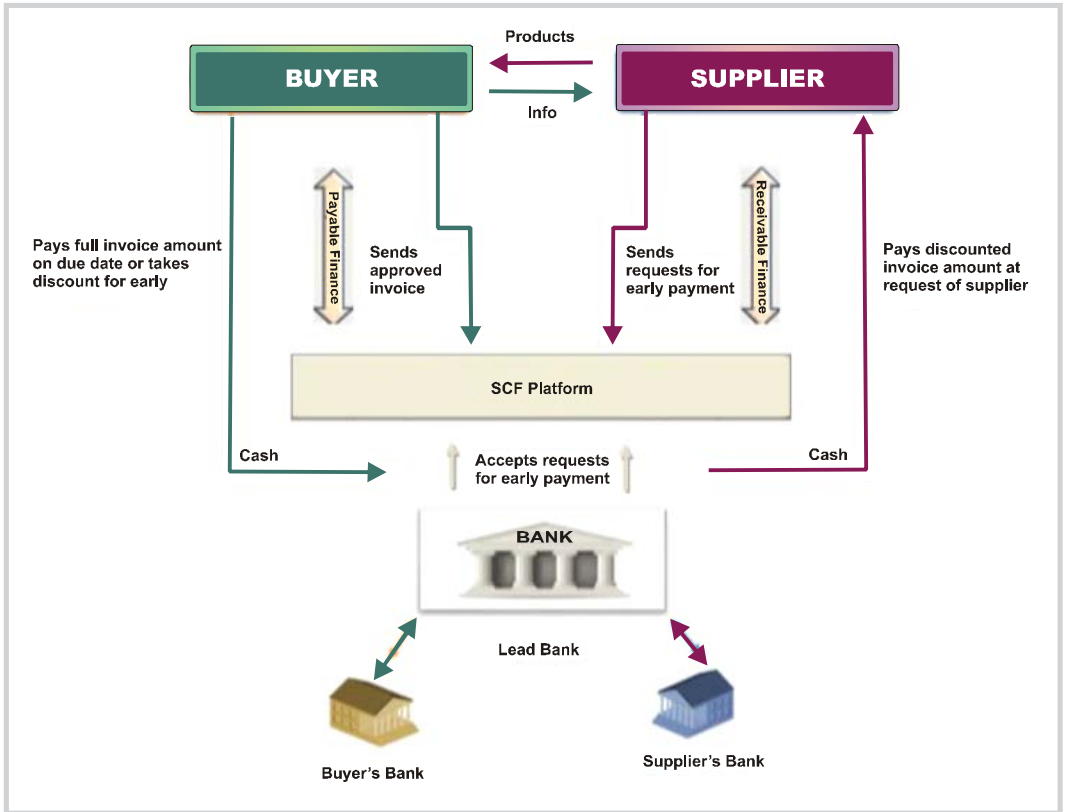 Products
BUYER
SUPPLIER
Info
Payable Finance
Receivable Finance
Pays full invoice amount
on due date or takes
discount for early
Sends
approved
invoice
Sends
requests for
early payment
Pays discounted
invoice amount at
request of supplier
SCF Platform
Cash
Accepts requests
for early payment
Cash
BANK
Lead Bank
Buyer's Bank
Supplier's Bank